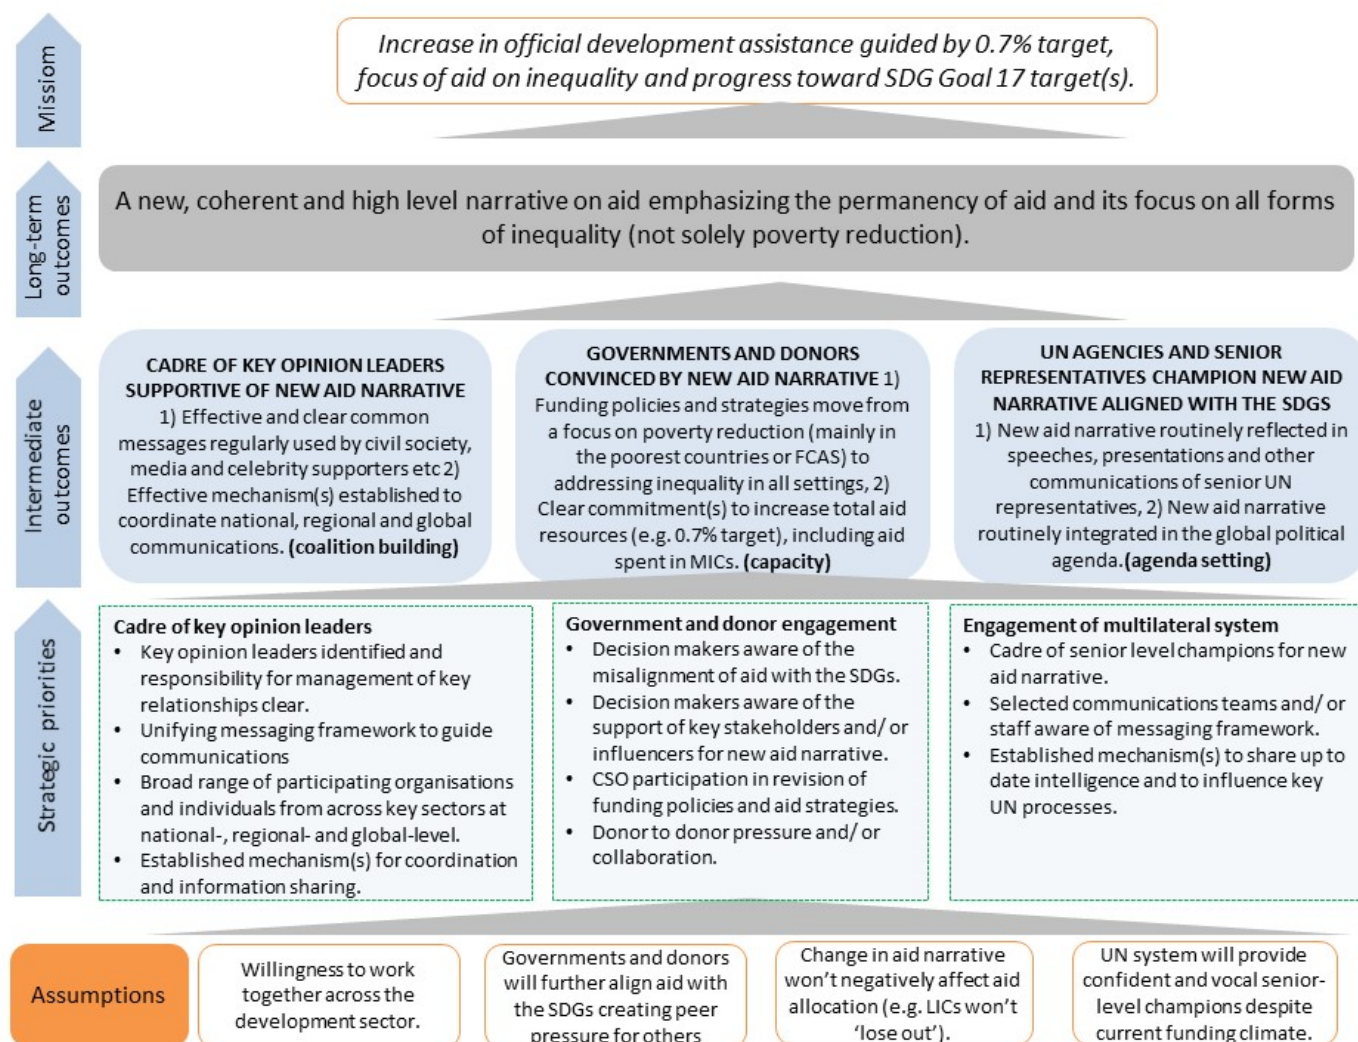 Missiom
Increase in official development assistance guided by 0.7% target,
focus of aid on inequality and progress toward SDG Goal 17 target(s).
Long-term
outcomes
A new, coherent and high level narrative on aid emphasizing the permanency of aid and its focus on all forms
of inequality (not solely poverty reduction).
Intermediate
outcomes
CADRE OF KEY OPINION LEADERS
SUPPORTIVE OF NEW AID NARRATIVE
1) Effective and clear common
messages regularly used by civil society,
media and celebrity supporters etc 2)
Effective mechanism(s) established to
coordinate national, regional and global
communications. (coalition building)
GOVERNMENTS AND DONORS
CONVINCED BY NEW AID NARRATIVE 1)
Funding policies and strategies move from
a focus on poverty reduction (mainly in
the poorest countries or FCAS) to
addressing inequality in all settings, 2)
Clear commitment(s) to increase total aid
resources (e.g. 0.7% target), including aid
spent in MICs. (capacity)
UN AGENCIES AND SENIOR
REPRESENTATIVES CHAMPION NEW AID
NARRATIVE ALIGNED WITH THE SDGS
1) New aid narrative routinely reflected in
speeches, presentations and other
communications of senior UN
representatives, 2) New aid narrative
routinely integrated in the global political
agenda.(agenda setting)
Strategic priorities
Cadre of key opinion leaders
• Key opinion leaders identified and
responsibility for management of key
relationships clear.
• Unifying messaging framework to guide
communications
• Broad range of participating organisations
and individuals from across key sectors at
national-, regional- and global-level.
• Established mechanism(s) for coordination
and information sharing.
Government and donor engagement
• Decision makers aware of the
misalignment of aid with the SDGs.
• Decision makers aware of the
support of key stakeholders and/ or
influencers for new aid narrative.
• CSO participation in revision of
funding policies and aid strategies.
• Donor to donor pressure and/ or
collaboration.
Engagement of multilateral system
• Cadre of senior level champions for new
aid narrative.
• Selected communications teams and/ or
staff aware of messaging framework.
• Established mechanism(s) to share up to
date intelligence and to influence key
UN processes.
Assumptions
Willingness to work
together across the
development sector.
Governments and donors
will further align aid with
the SDGs creating peer
pressure for others
Change in aid narrative
won't negatively affect aid
allocation (e.g. LICs won't
'lose out').
UN system will provide
confident and vocal senior-
level champions despite
current funding climate.